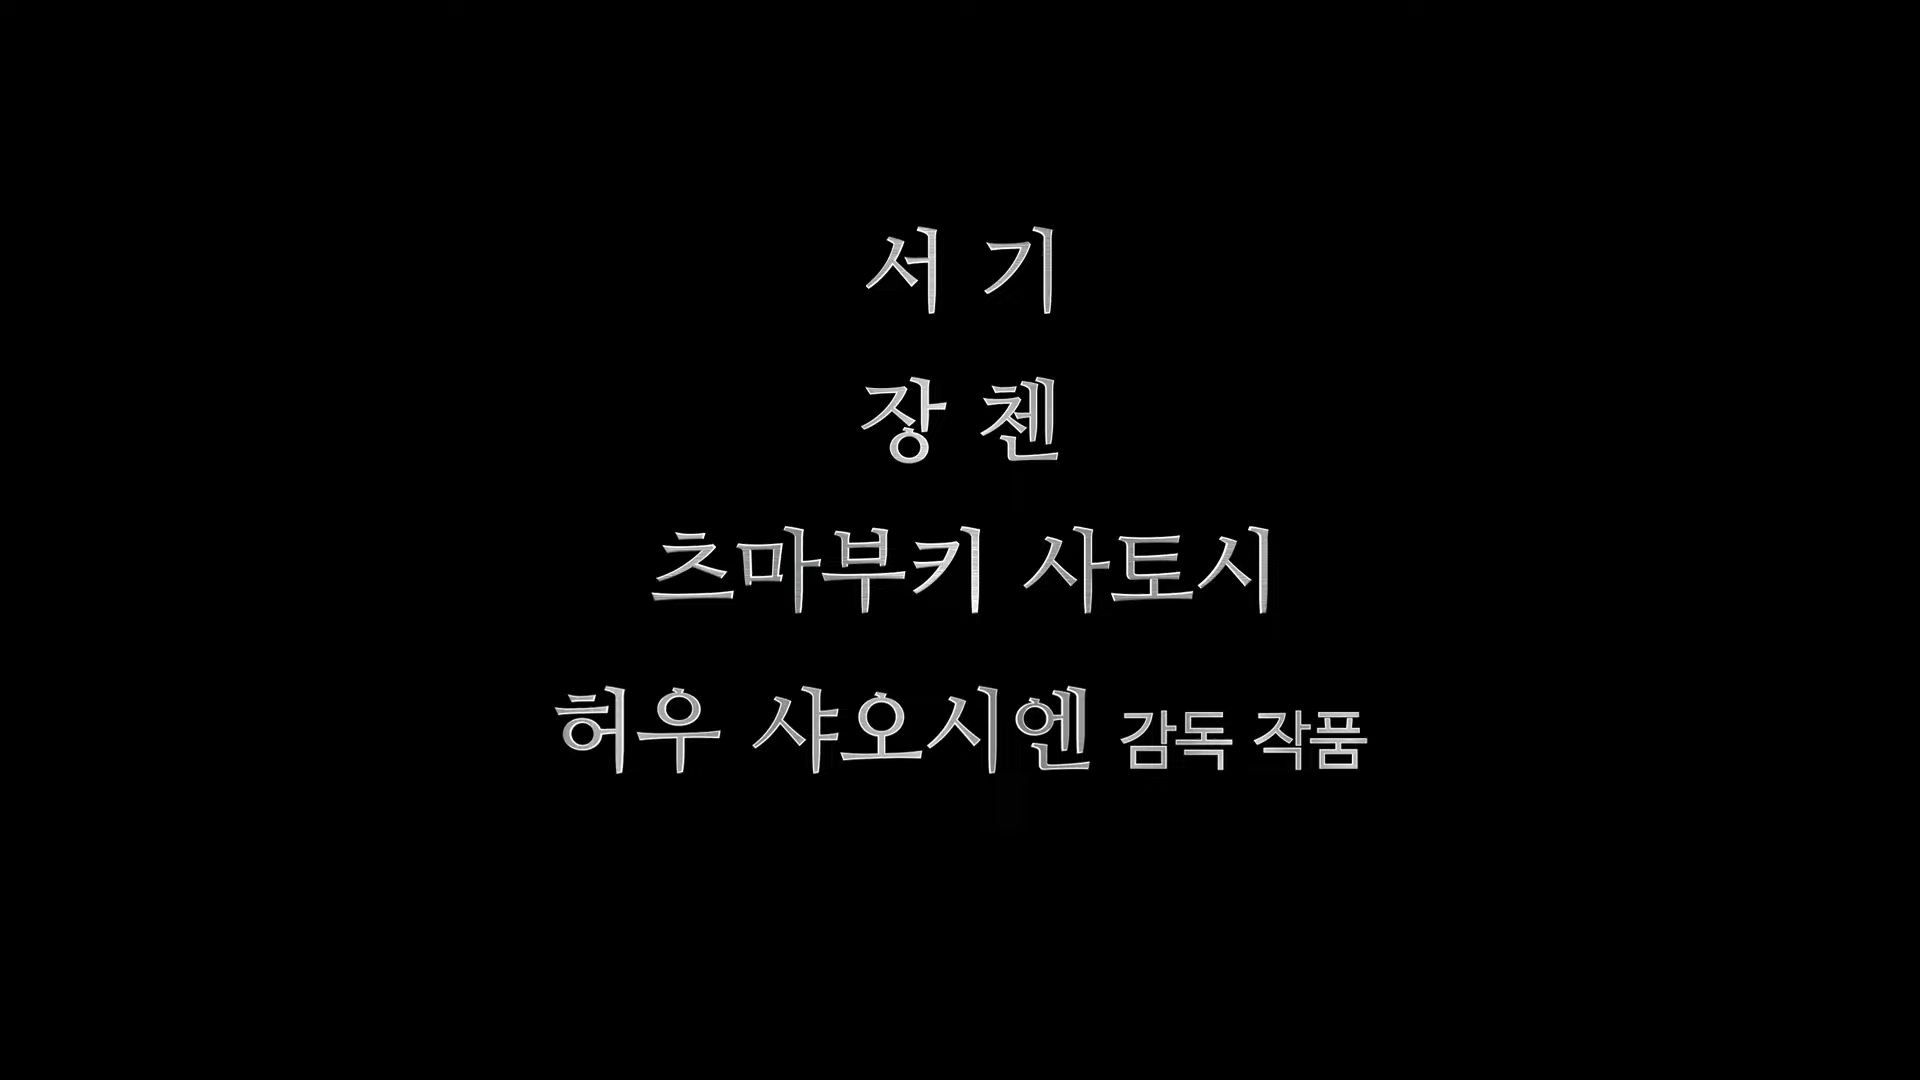 서 기
장 첸
츠마부키 사토시
허우 샤오시엔 감독 작품